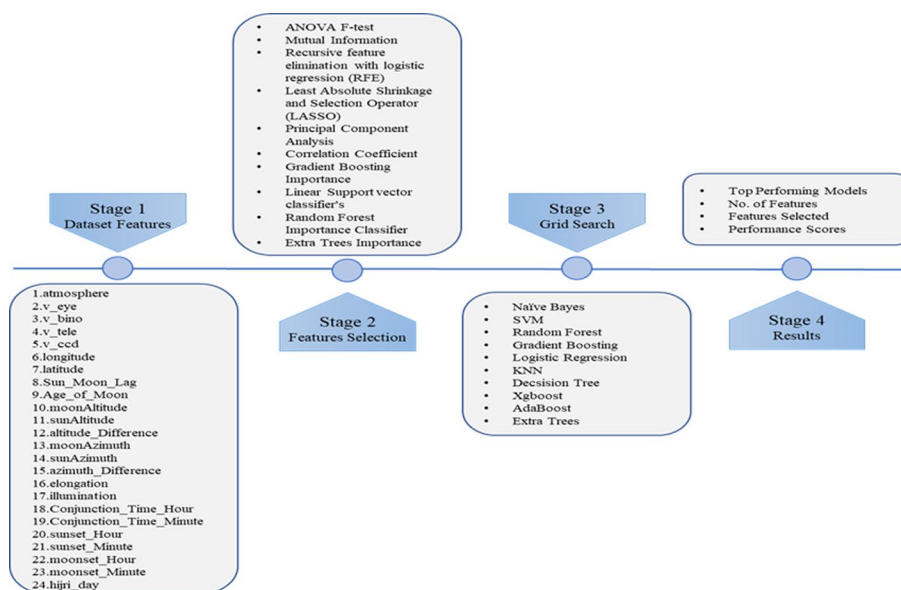 Stage 1
Dataset Features
1.atmosphere
2.v_eye
3.v_bino
4.v_tele
5.v_ccd
6.longitude
7.latitude
8.Sun_Moon_Lag
9.Age_of_Moon
10.moonAltitude
11.sunAltitude
12.altitude_Difference
13.moonAzimuth
14.sunAzimuth
15.azimuth_Difference
16.elongation
17.illumination
18.Conjunction_Time_Hour
19.Conjunction_Time_Minute
20.sunset_Hour
21.sunset_Minute
22.moonset_Hour
23.moonset_Minute
24.hijri_day
• ANOVA F-test
• Mutual Information
• Recursive feature
elimination with logistic
regression (RFE)
• Least Absolute Shrinkage
and Selection Operator
(LASSO)
• Principal Component
Analysis
• Correlation Coefficient
• Gradient Boosting
Importance
• Linear Support vector
classifier's
• Random Forest
Importance Classifier
• Extra Trees Importance
Stage 2
Features Selection
Stage 3
Grid Search
• Naïve Bayes
• SVM
• Random Forest
• Gradient Boosting
• Logistic Regression
• KNN
• Decsision Tree
• Xgboost
• AdaBoost
• Extra Trees
• Top Performing Models
• No. of Features
• Features Selected
• Performance Scores
Stage 4
Results